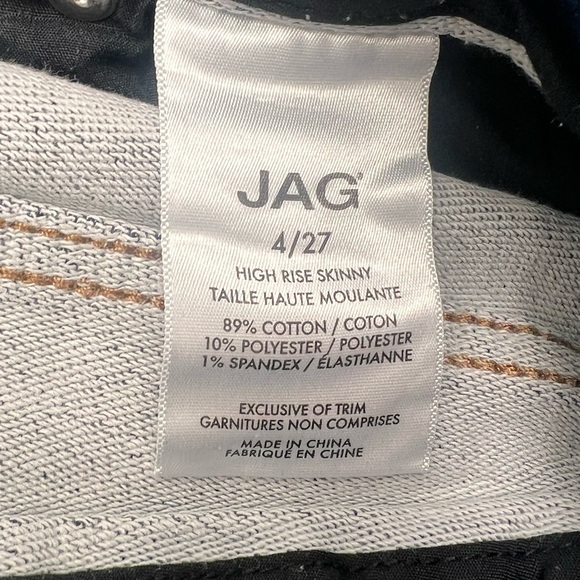 JAG®
4/27
HIGH RISE SKINNY
TAILLE HAUTE MOULANTE
89% COTTON / COTON
10% POLYESTER / POLYESTER
1% SPANDEX / ÉLASTHANNE
EXCLUSIVE OF TRIM
GARNITURES NON COMPRISES
MADE IN CHINA
FABRIQUÉ EN CHINE